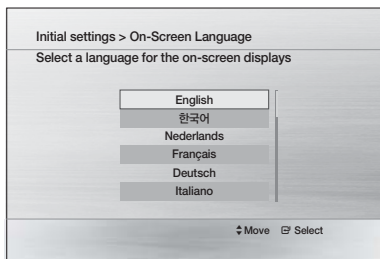 Initial settings > On-Screen Language
Select a language for the on-screen displays
English
한국어
Nederlands
Français
Deutsch
Italiano
Move Select